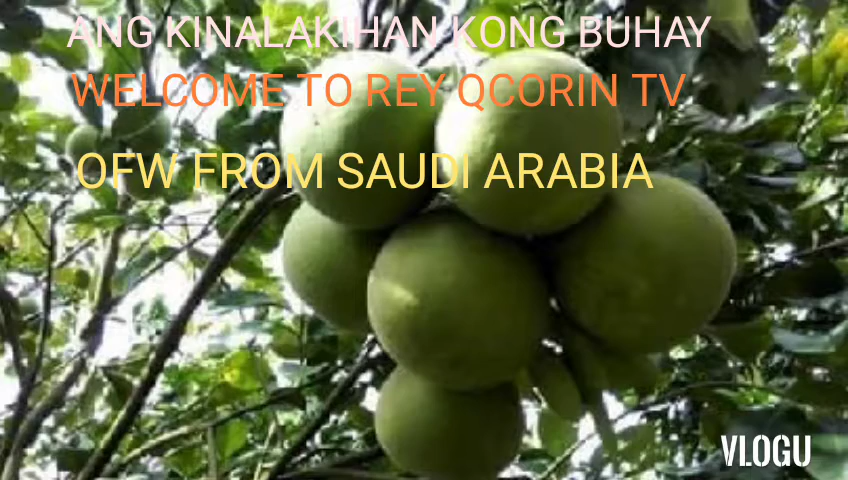 ANG KINALAKIHAN KONG BUHAY
WELCOME TO REY QCORIN TV
OFW FROM SAUDI ARABIA
VLOGU